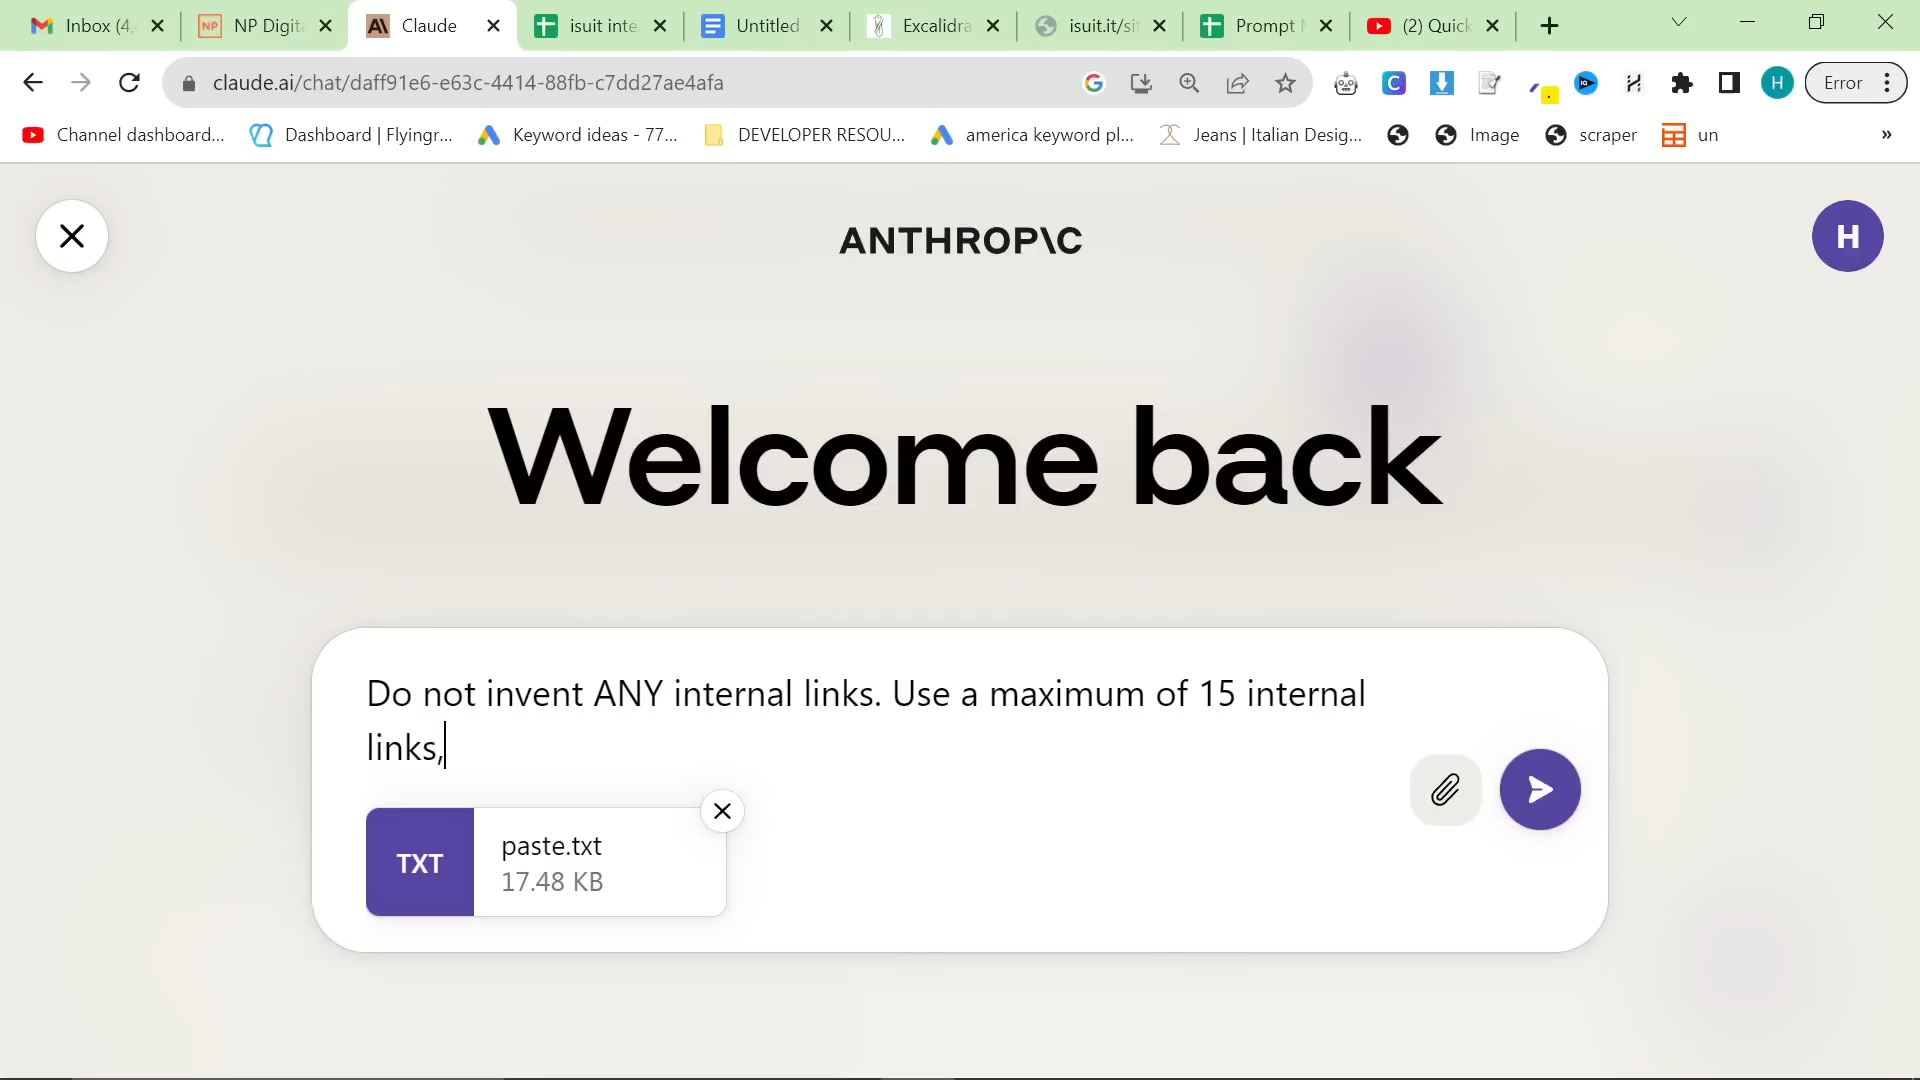 Inbox (4,
NP Digita
Claude
isuit inte
Untitled
Excalidra
isuit.it/sit
Prompt M
(2) Quick
claude.ai/chat/daff91e6-e63c-4414-88fb-c7dd27ae4afa
Error
Channel dashboard...
Dashboard | Flyingr...
Keyword ideas - 77...
DEVELOPER RESOU...
america keyword pl...
Jeans | Italian Desig...
Image
scraper
un
»
ANTHROP\C
H
Welcome back
Do not invent ANY internal links. Use a maximum of 15 internal
links,
TXT
paste.txt
17.48 KB